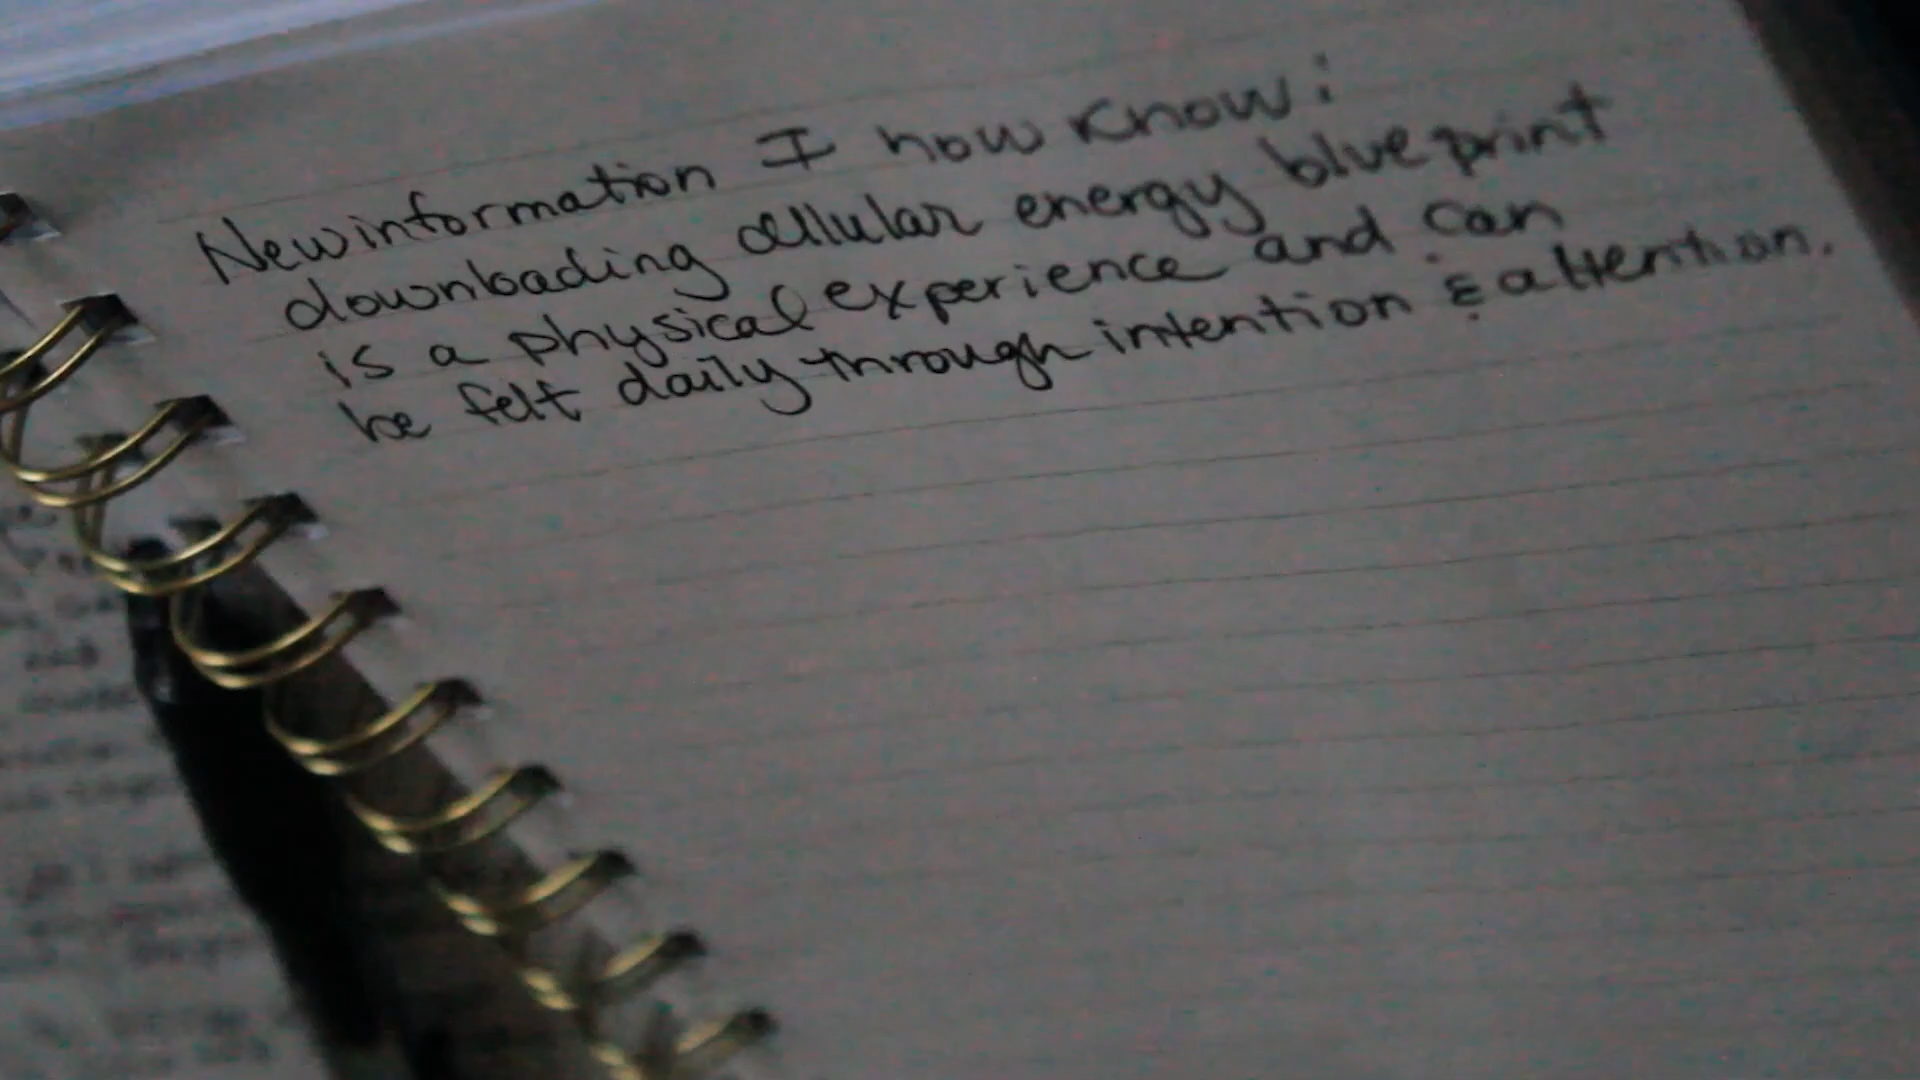 New information I now know:
downloading cellular energy blueprint
is a physical experience and can
be felt daily through intention & attention.